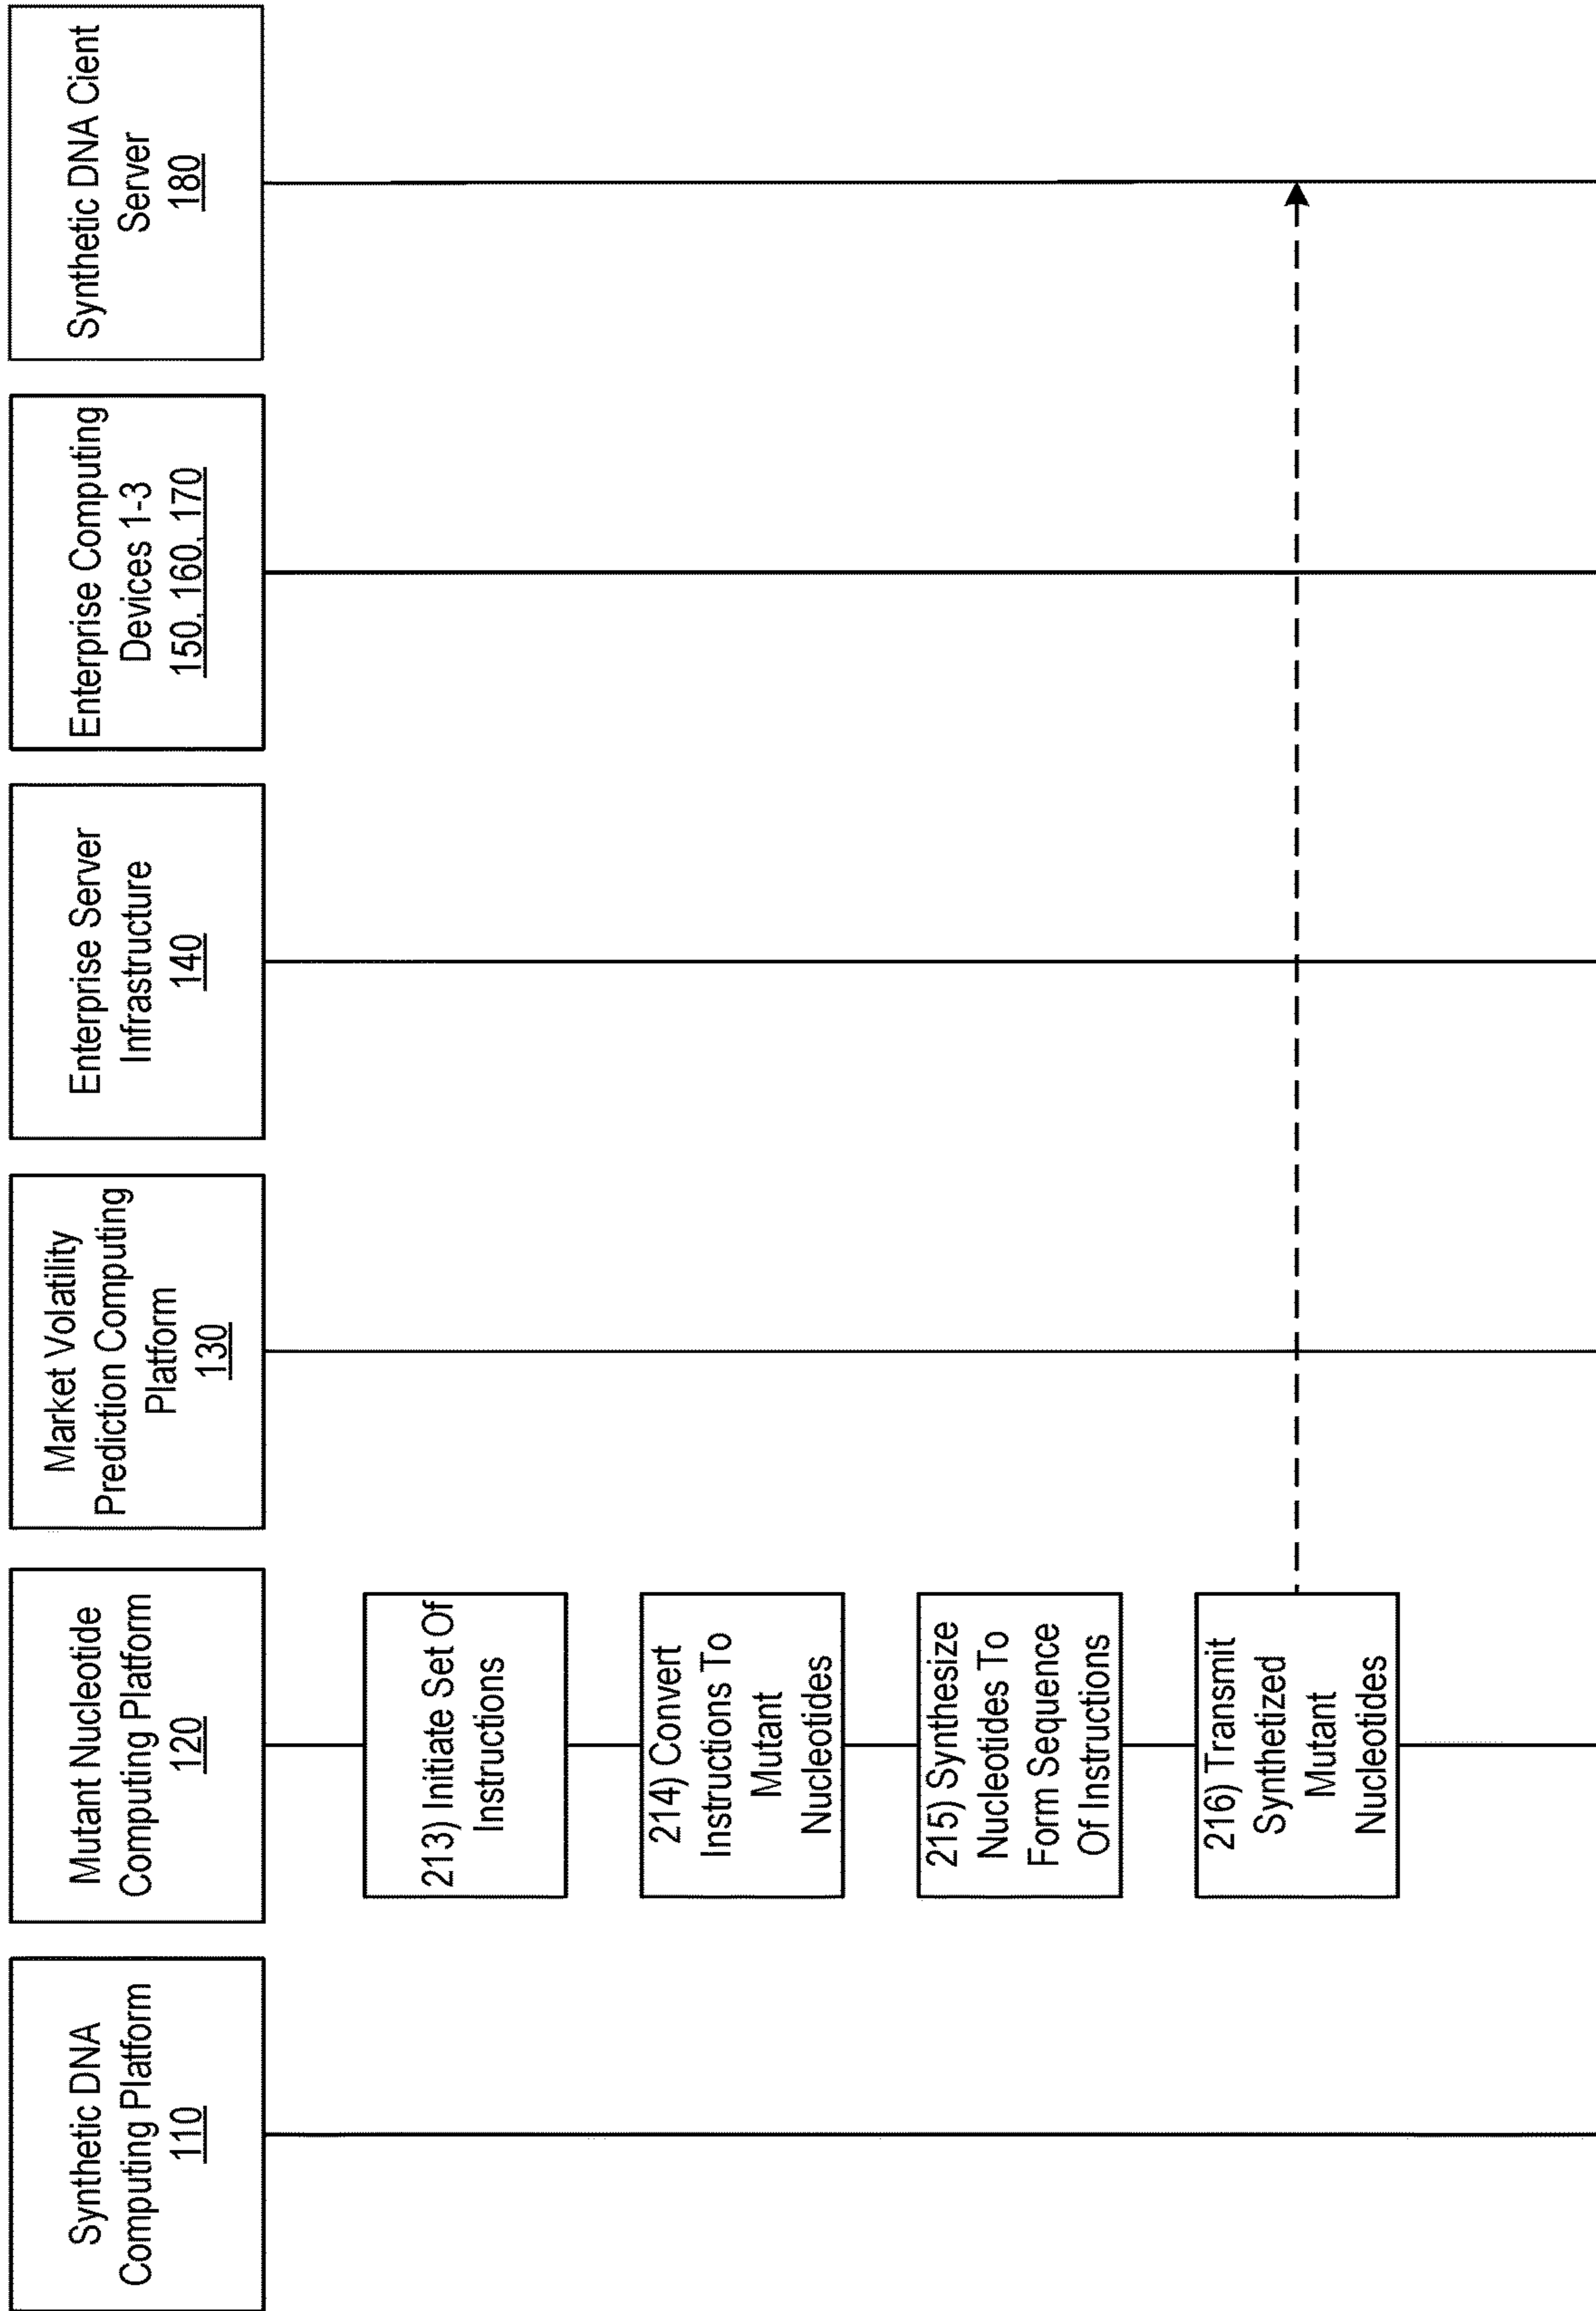 Synthetic DNA
Computing Platform
110
Mutant Nucleotide
Computing Platform
120
Market Volatility
Prediction Computing
Platform
130
Enterprise Server
Infrastructure
140
Enterprise Computing
Devices 1-3
150, 160, 170
Synthetic DNA Cient
Server
180
213) Initiate Set Of
Instructions
214) Convert
Instructions To
Mutant
Nucleotides
215) Synthesize
Nucleotides To
Form Sequence
Of Instructions
216) Transmit
Synthetized
Mutant
Nucleotides